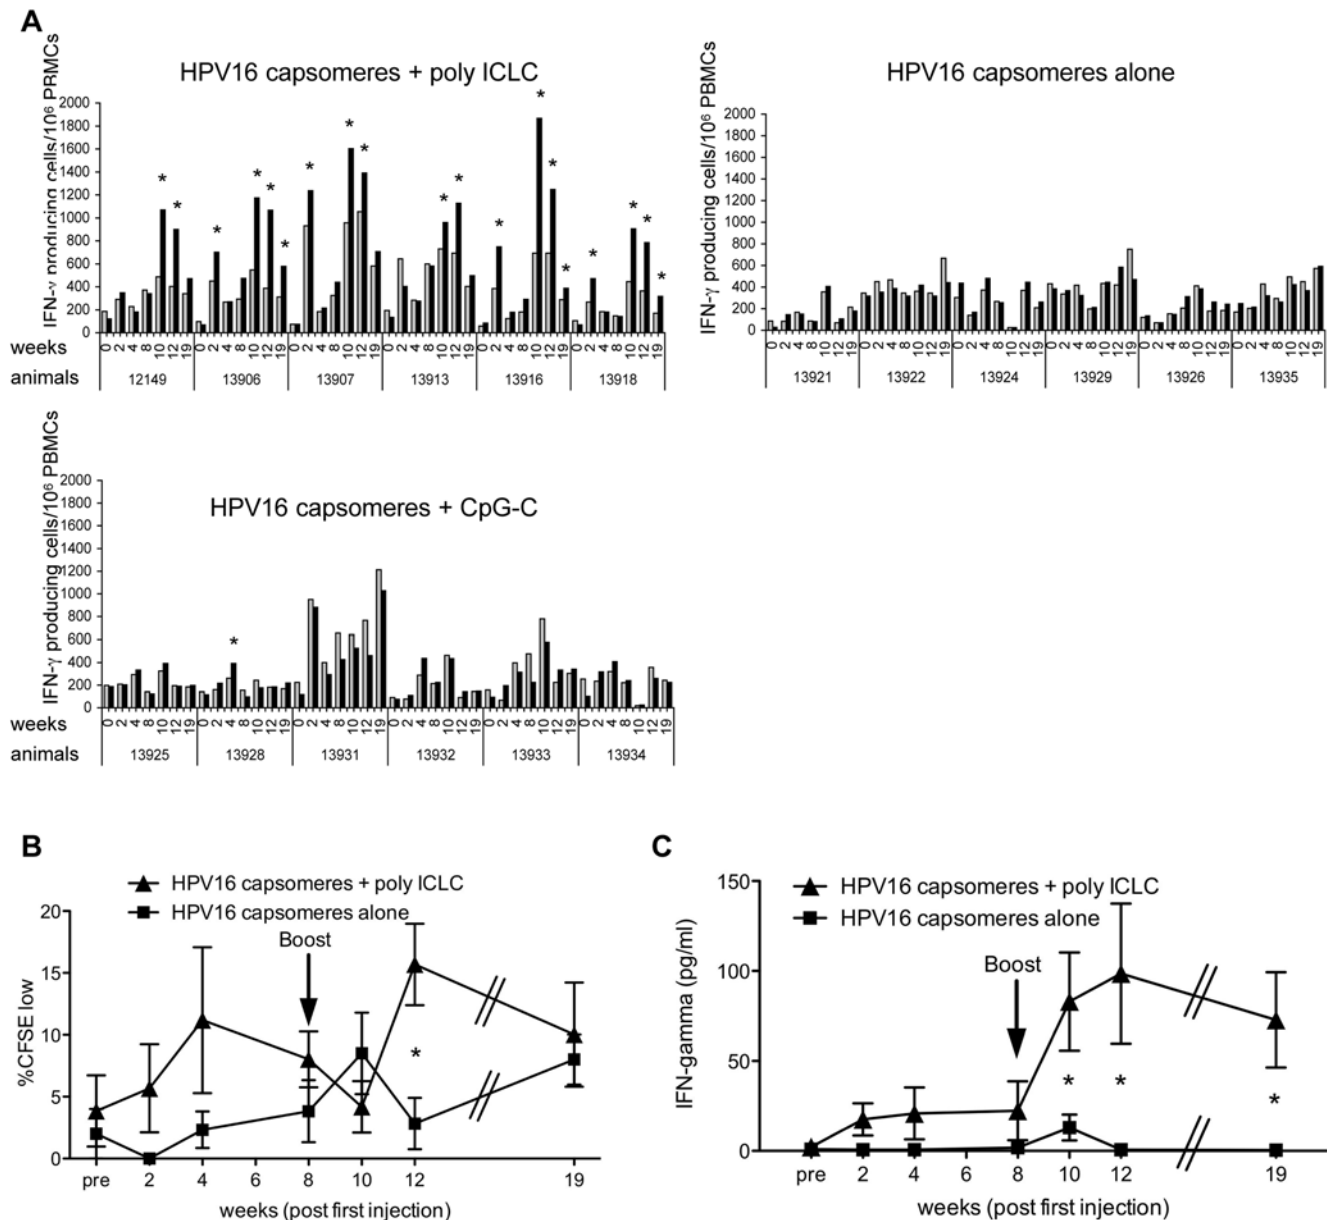 A
HPV16 capsomeres + poly ICLC
IFN-γ producing cells/10⁶ PBMCs
2000
1800
1600
1400
1200
1000
800
600
400
200
0
* * * * * * * * * * * * * * * * *
weeks 0 2 4 8 10 12 19 0 2 4 8 10 12 19 0 2 4 8 10 12 19 0 2 4 8 10 12 19 0 2 4 8 10 12 19 0 2 4 8 10 12 19
animals 12149 13906 13907 13913 13916 13918
HPV16 capsomeres alone
IFN-γ producing cells/10⁶ PBMCs
2000
1800
1600
1400
1200
1000
800
600
400
200
0
0 2 4 8 10 12 19 0 2 4 8 10 12 19 0 2 4 8 10 12 19 0 2 4 8 10 12 19 0 2 4 8 10 12 19 0 2 4 8 10 12 19
13921 13922 13924 13929 13926 13935
HPV16 capsomeres + CpG-C
IFN-γ producing cells/10⁶ PBMCs
2000
1800
1600
1400
1200
1000
800
600
400
200
0
*
weeks 0 2 4 8 10 12 19 0 2 4 8 10 12 19 0 2 4 8 10 12 19 0 2 4 8 10 12 19 0 2 4 8 10 12 19 0 2 4 8 10 12 19
animals 13925 13928 13931 13932 13933 13934
B
HPV16 capsomeres + poly ICLC
HPV16 capsomeres alone
Boost
%CFSE low
20
15
10
5
0
*
pre 2 4 6 8 10 12 19
weeks (post first injection)
C
HPV16 capsomeres + poly ICLC
HPV16 capsomeres alone
Boost
IFN-gamma (pg/ml)
150
100
50
0
* * *
pre 2 4 6 8 10 12 19
weeks (post first injection)